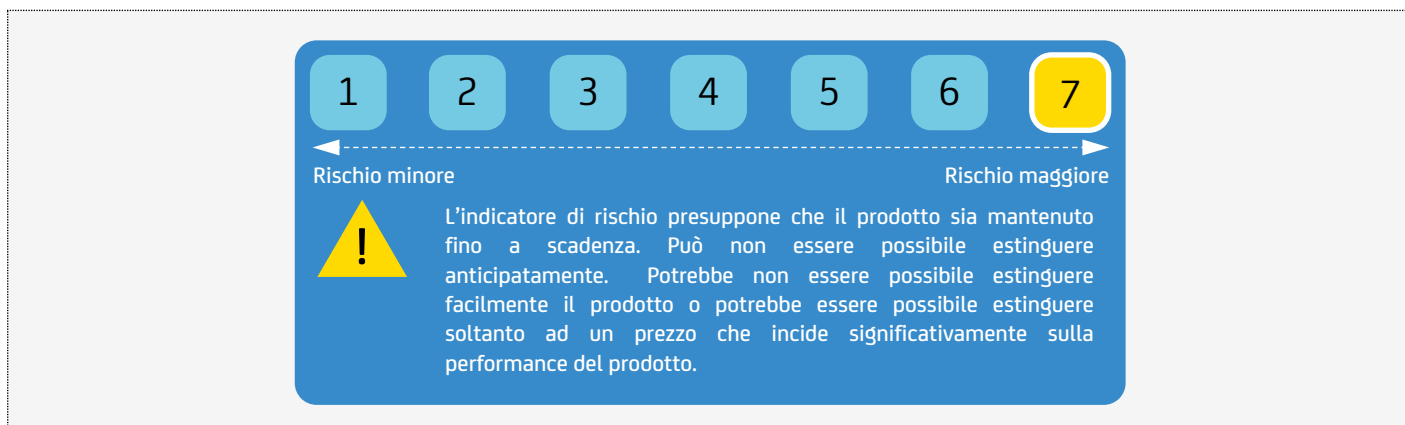 1 2 3 4 5 6 7
Rischio minore Rischio maggiore
!
L’indicatore di rischio presuppone che il prodotto sia mantenuto
fino a scadenza. Può non essere possibile estinguere
anticipatamente. Potrebbe non essere possibile estinguere
facilmente il prodotto o potrebbe essere possibile estinguere
soltanto ad un prezzo che incide significativamente sulla
performance del prodotto.